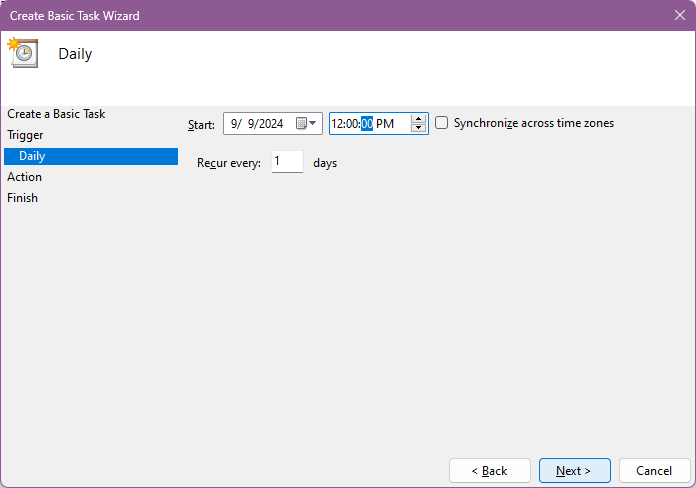 Create Basic Task Wizard
Daily
Create a Basic Task
Trigger
Daily
Action
Finish
Start: 9/ 9/2024 12:00:00 PM Synchronize across time zones
Recur every: 1 days
< Back Next > Cancel